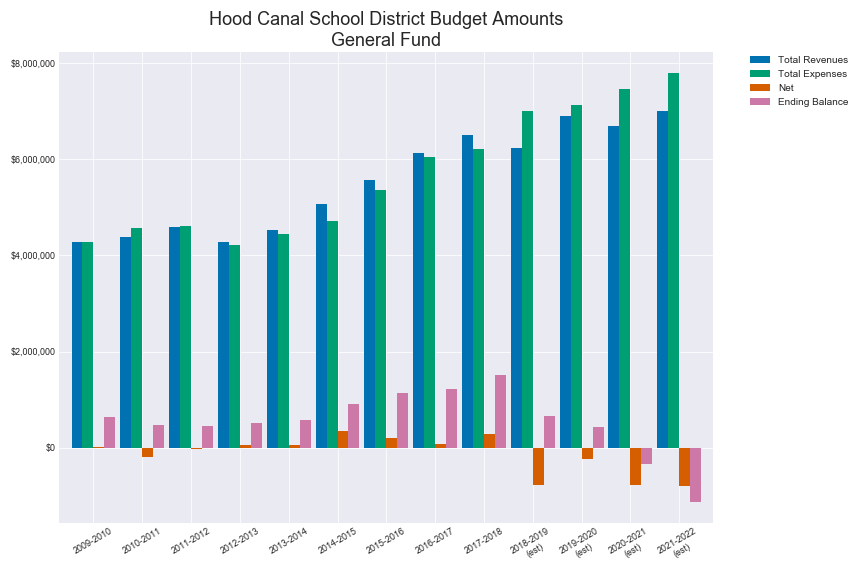 Hood Canal School District Budget Amounts
General Fund
Total Revenues
Total Expenses
Net
Ending Balance
$8,000,000
$6,000,000
$4,000,000
$2,000,000
$0
2009-2010
2010-2011
2011-2012
2012-2013
2013-2014
2014-2015
2015-2016
2016-2017
2017-2018
2018-2019
(est)
2019-2020
(est)
2020-2021
(est)
2021-2022
(est)